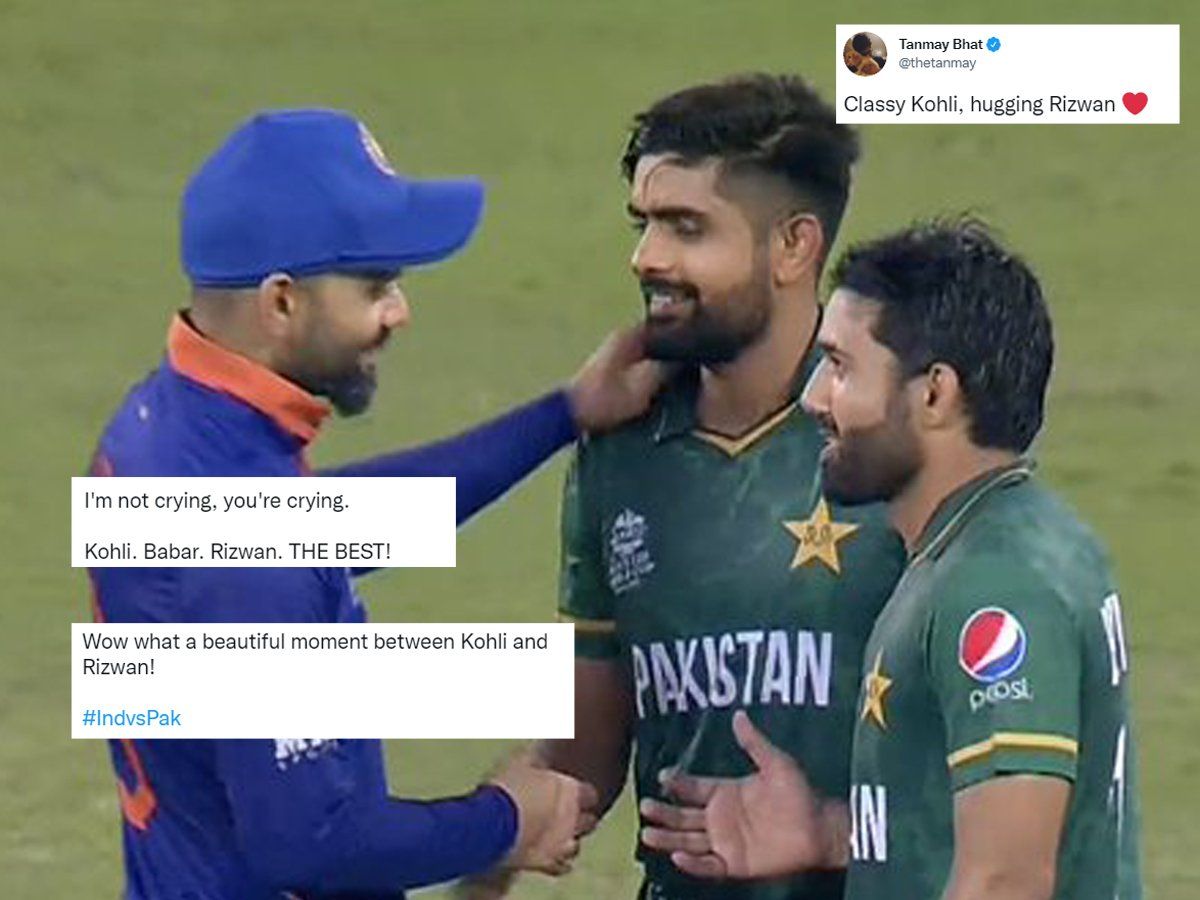 Tanmay Bhat
@thetanmay
Classy Kohli, hugging Rizwan ❤️
I'm not crying, you're crying.
Kohli. Babar. Rizwan. THE BEST!
Wow what a beautiful moment between Kohli and
Rizwan!
#IndvsPak
PAKISTAN
pepsi
AN